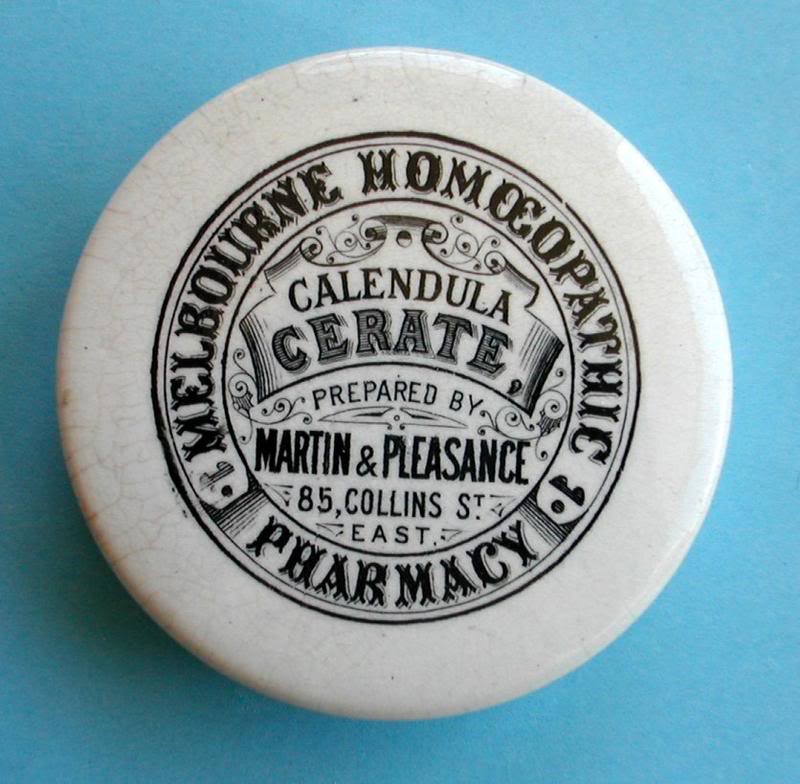 MELBOURNE HOMŒOPATHIC
CALENDULA
CERATE,
PREPARED BY
MARTIN & PLEASANCE
85, COLLINS ST
EAST.
PHARMACY